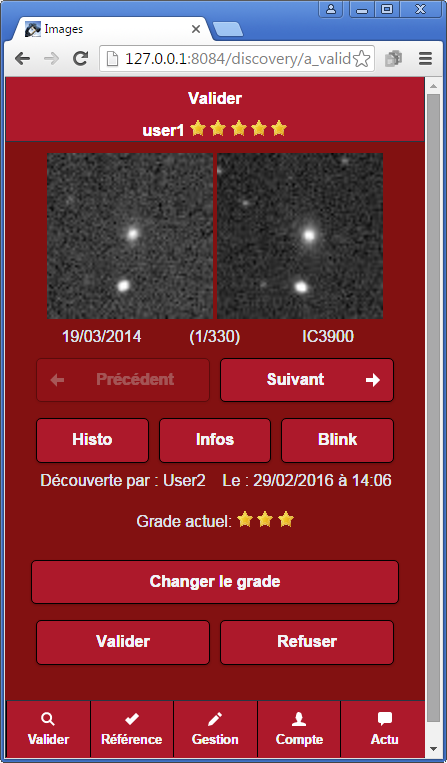 Images
127.0.0.1:8084/discovery/a_valid
Valider
user1
19/03/2014 (1/330) IC3900
Précédent Suivant
Histo Infos Blink
Découverte par : User2 Le : 29/02/2016 à 14:06
Grade actuel:
Changer le grade
Valider Refuser
Valider Référence Gestion Compte Actu